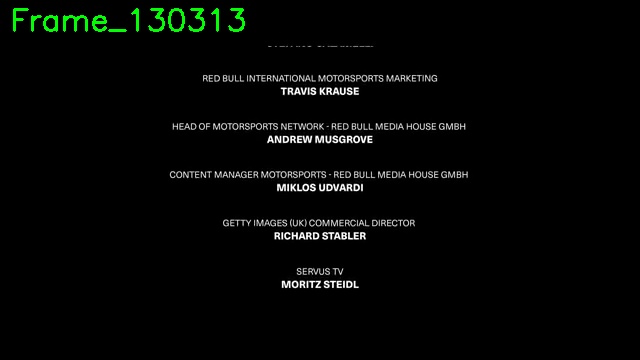 Frame_130313
RED BULL INTERNATIONAL MOTORSPORTS MARKETING
TRAVIS KRAUSE
HEAD OF MOTORSPORTS NETWORK - RED BULL MEDIA HOUSE GMBH
ANDREW MUSGROVE
CONTENT MANAGER MOTORSPORTS - RED BULL MEDIA HOUSE GMBH
MIKLOS UDVARDI
GETTY IMAGES (UK) COMMERCIAL DIRECTOR
RICHARD STABLER
SERVUS TV
MORITZ STEIDL